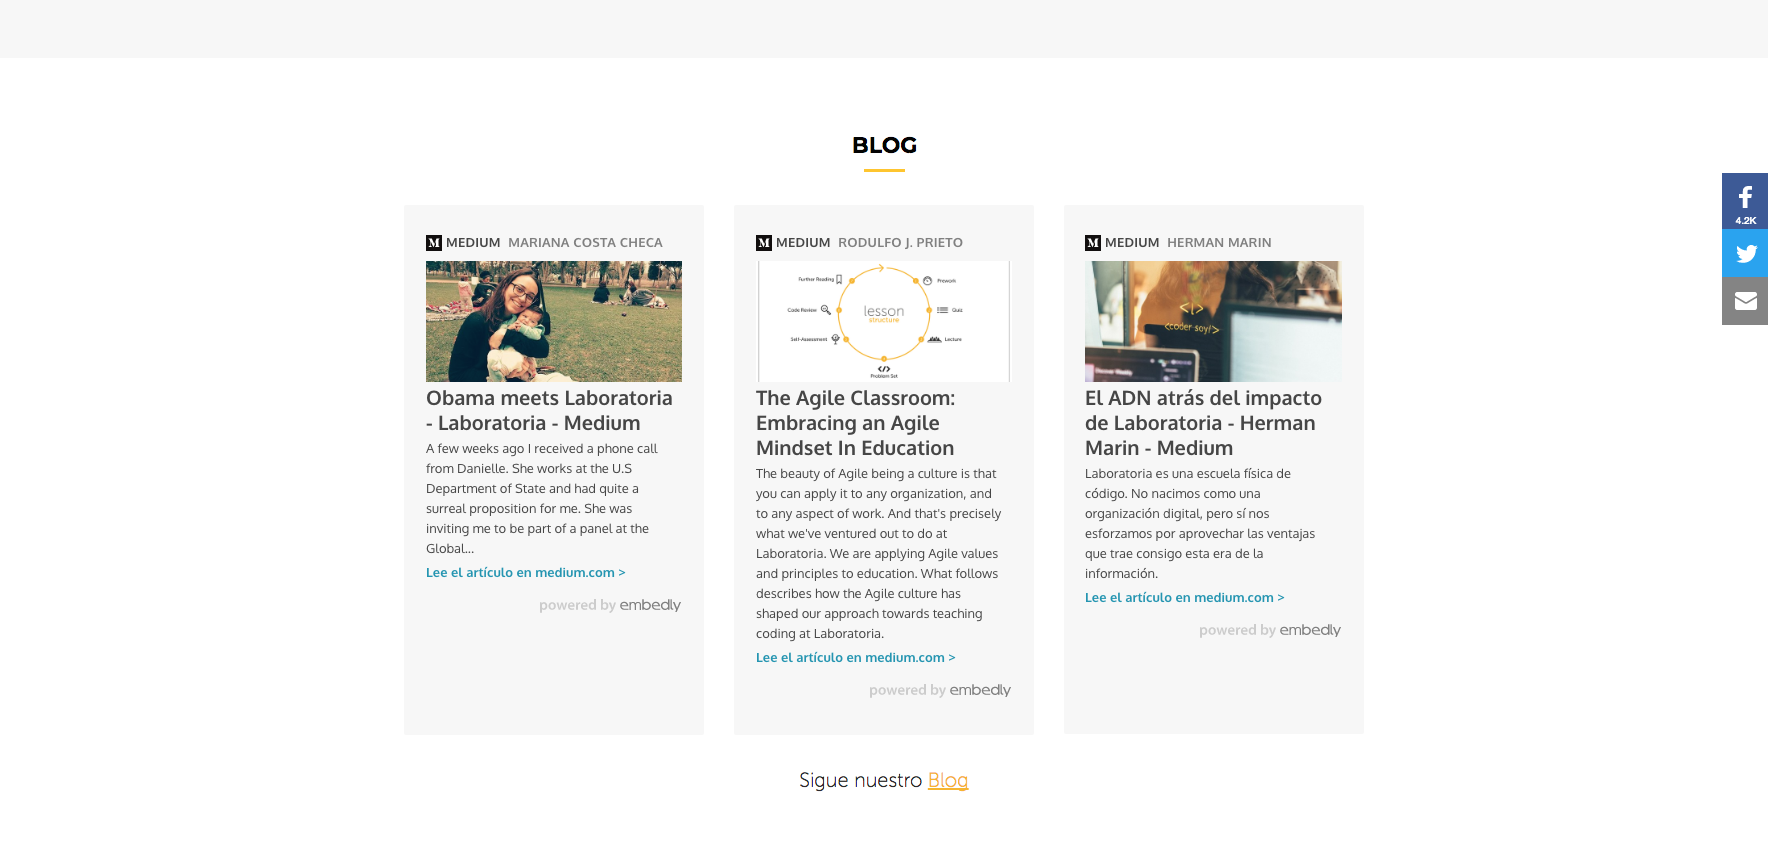 BLOG
M MEDIUM MARIANA COSTA CHECA
Obama meets Laboratoria
- Laboratoria - Medium
A few weeks ago I received a phone call
from Danielle. She works at the U.S
Department of State and had quite a
surreal proposition for me. She was
inviting me to be part of a panel at the
Global...
Lee el artículo en medium.com >
powered by embedly
M MEDIUM RODULFO J. PRIETO
Further Reading
Prework
Code Review
lesson
structure
Quiz
Self-Assessment
Lecture
</>
Problem Set
The Agile Classroom:
Embracing an Agile
Mindset In Education
The beauty of Agile being a culture is that
you can apply it to any organization, and
to any aspect of work. And that's precisely
what we've ventured out to do at
Laboratoria. We are applying Agile values
and principles to education. What follows
describes how the Agile culture has
shaped our approach towards teaching
coding at Laboratoria.
Lee el artículo en medium.com >
powered by embedly
M MEDIUM HERMAN MARIN
<l>
<coder soy/>
Discover Weekly
El ADN atrás del impacto
de Laboratoria - Herman
Marin - Medium
Laboratoria es una escuela física de
código. No nacimos como una
organización digital, pero sí nos
esforzamos por aprovechar las ventajas
que trae consigo esta era de la
información.
Lee el artículo en medium.com >
powered by embedly
Sigue nuestro Blog
f
4.2K